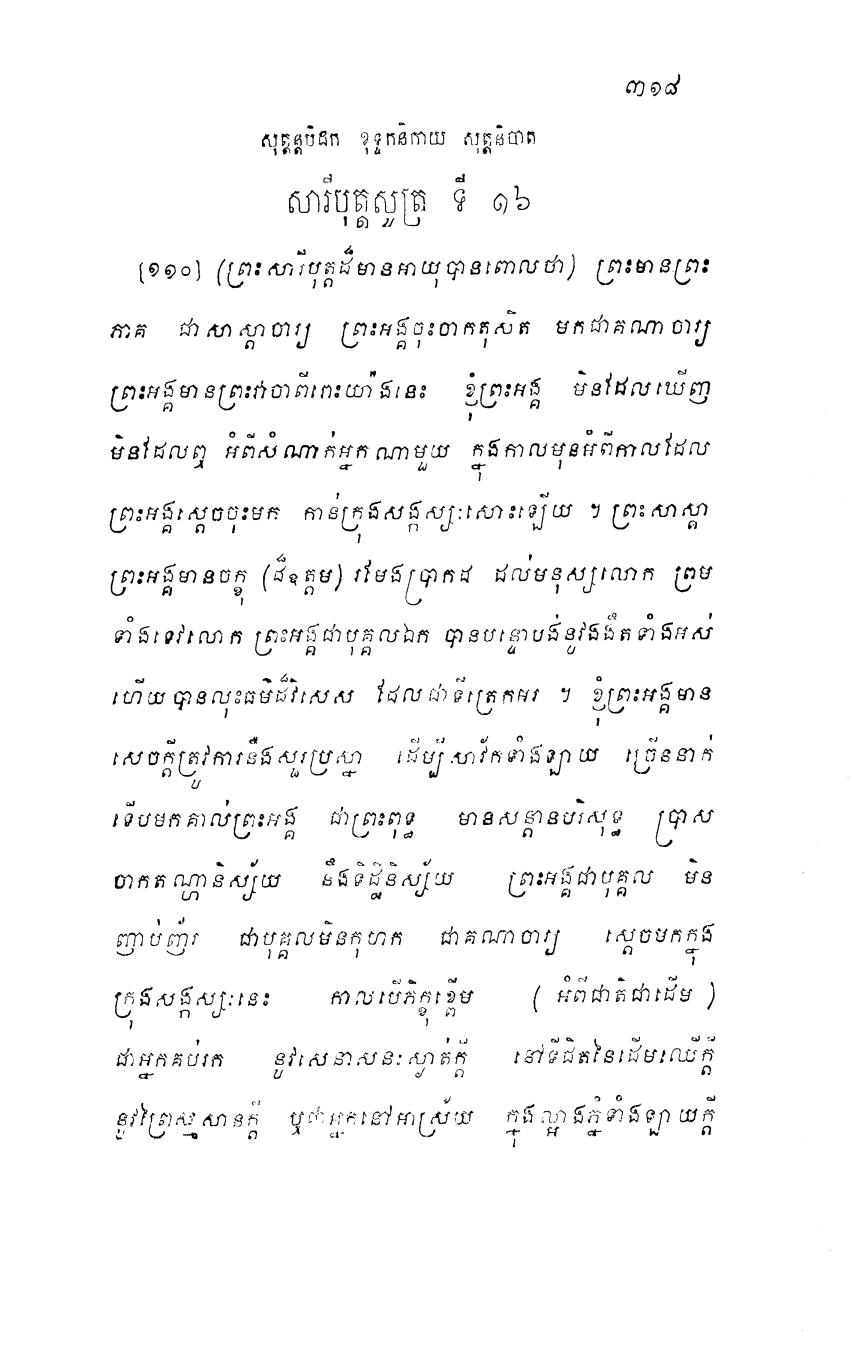 ៣១៨
សុត្តន្តបិដក ខុទ្ទកនិកាយ សុត្តនិបាត
សារីបុត្តសូត្រ ទី ១៦
[១១០] (ព្រះសារីបុត្តដ៏មានអាយុបានពោលថា) ព្រះមានព្រះ
ភាគ ជាសាស្តាចារ្យ ព្រះអង្គចុះចាកតុសិត មកជាគណាចារ្យ
ព្រះអង្គមានព្រះវាចាពីរោះយ៉ាងនេះ ខ្ញុំព្រះអង្គ មិនដែលឃើញ
មិនដែលឮ អំពីសំណាក់អ្នកណាមួយ ក្នុងកាលមុនអំពីកាលដែល
ព្រះអង្គស្តេចចុះមក កាន់ក្រុងសង្កស្សៈសោះឡើយ ។ ព្រះសាស្តា
ព្រះអង្គមានចក្ខុ (ដ៏ឧត្តម) រមែងប្រាកដ ដល់មនុស្សលោក ព្រម
ទាំងទេវលោក ព្រះអង្គជាបុគ្គលឯក បានបន្ទោបង់នូវងងឹតទាំងអស់
ហើយបានលុះធម៌ដ៏វិសេស ដែលជាទីត្រេកអរ ។ ខ្ញុំព្រះអង្គមាន
សេចក្តីត្រូវការនឹងសួរប្រស្នា ដើម្បីសាវ័កទាំងឡាយ ច្រើននាក់
ទើបមកគាល់ព្រះអង្គ ជាព្រះពុទ្ធ មានសន្តានបរិសុទ្ធ ប្រាស
ចាកតណ្ហានិស្ស័យ នឹងទិដ្ឋិនិស្ស័យ ព្រះអង្គជាបុគ្គល មិន
ញាប់ញ័រ ជាបុគ្គលមិនកុហក ជាគណាចារ្យ ស្តេចមកក្នុង
ក្រុងសង្កស្សៈនេះ កាលបើភិក្ខុខ្ពើម ( អំពីជាតិជាដើម )
ជាអ្នកគប់រក នូវសេនាសនៈស្ងាត់ក្តី នៅទីជិតនៃដើមឈើក្តី
នូវព្រៃស្មសានក្តី ឬជាអ្នកនៅអាស្រ័យ ក្នុងល្អាងភ្នំទាំងឡាយក្តី